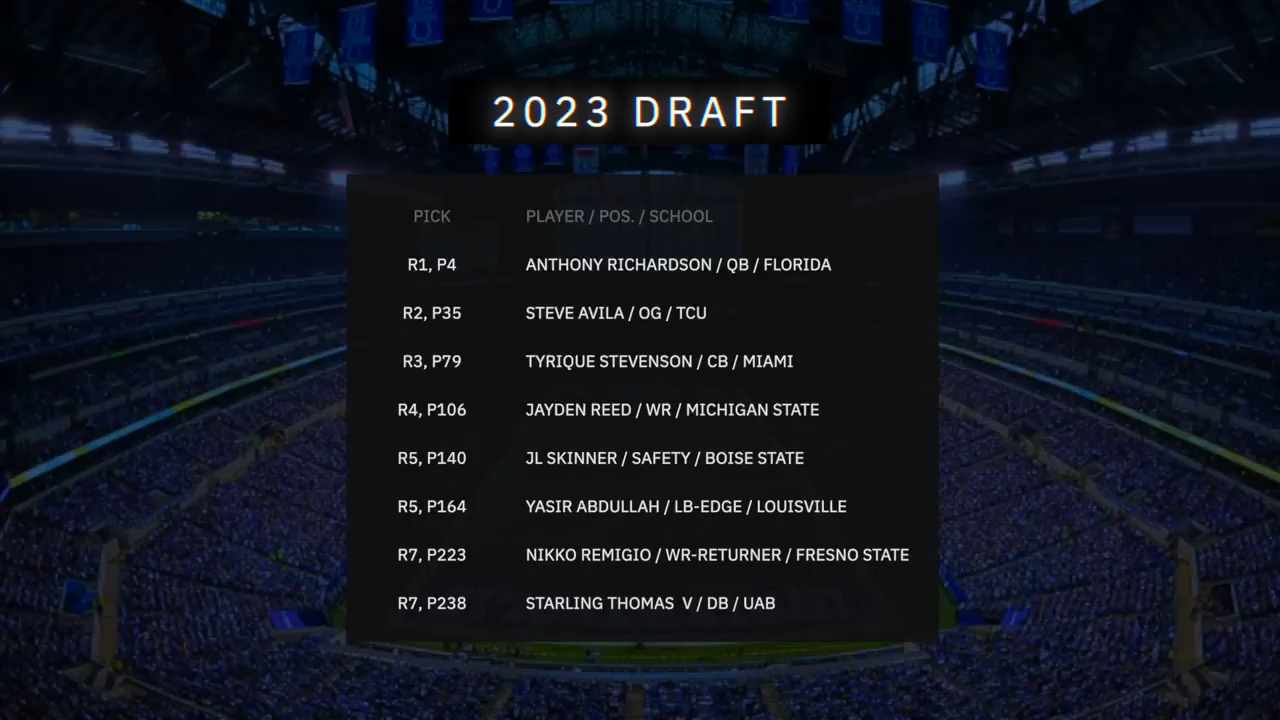 2023 DRAFT
PICK PLAYER / POS. / SCHOOL
R1, P4 ANTHONY RICHARDSON / QB / FLORIDA
R2, P35 STEVE AVILA / OG / TCU
R3, P79 TYRIQUE STEVENSON / CB / MIAMI
R4, P106 JAYDEN REED / WR / MICHIGAN STATE
R5, P140 JL SKINNER / SAFETY / BOISE STATE
R5, P164 YASIR ABDULLAH / LB-EDGE / LOUISVILLE
R7, P223 NIKKO REMIGIO / WR-RETURNER / FRESNO STATE
R7, P238 STARLING THOMAS  V / DB / UAB